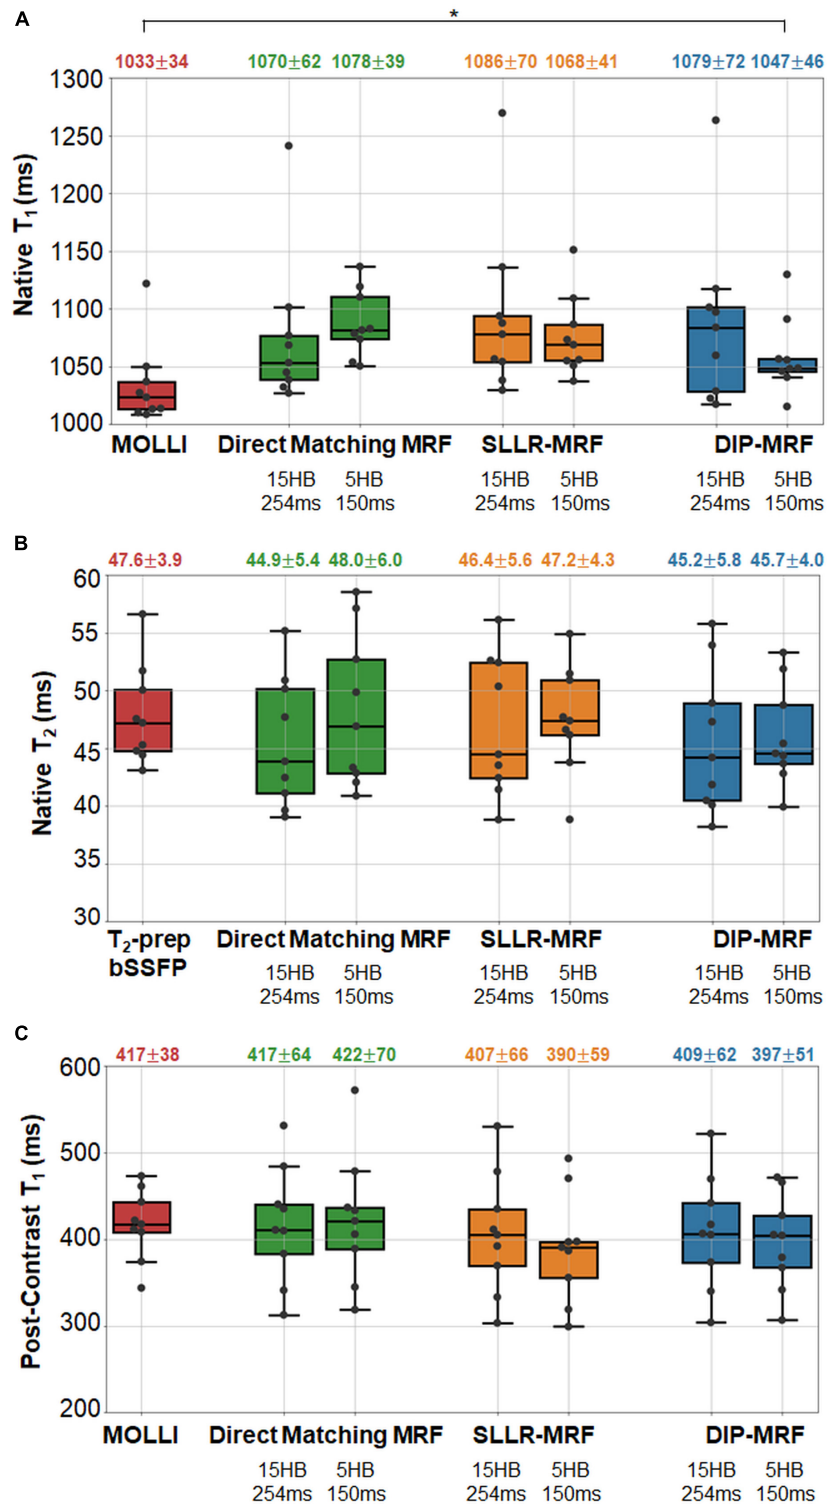 A
*
1033±34 1070±62 1078±39 1086±70 1068±41 1079±72 1047±46
1300
1250
1200
1150
1100
1050
1000
Native T₁ (ms)
MOLLI Direct Matching MRF SLLR-MRF DIP-MRF
15HB 5HB 15HB 5HB 15HB 5HB
254ms 150ms 254ms 150ms 254ms 150ms
B
47.6±3.9 44.9±5.4 48.0±6.0 46.4±5.6 47.2±4.3 45.2±5.8 45.7±4.0
60
55
50
45
40
35
30
Native T₂ (ms)
T₂-prep Direct Matching MRF SLLR-MRF DIP-MRF
bSSFP
15HB 5HB 15HB 5HB 15HB 5HB
254ms 150ms 254ms 150ms 254ms 150ms
C
417±38 417±64 422±70 407±66 390±59 409±62 397±51
600
500
400
300
200
Post-Contrast T₁ (ms)
MOLLI Direct Matching MRF SLLR-MRF DIP-MRF
15HB 5HB 15HB 5HB 15HB 5HB
254ms 150ms 254ms 150ms 254ms 150ms